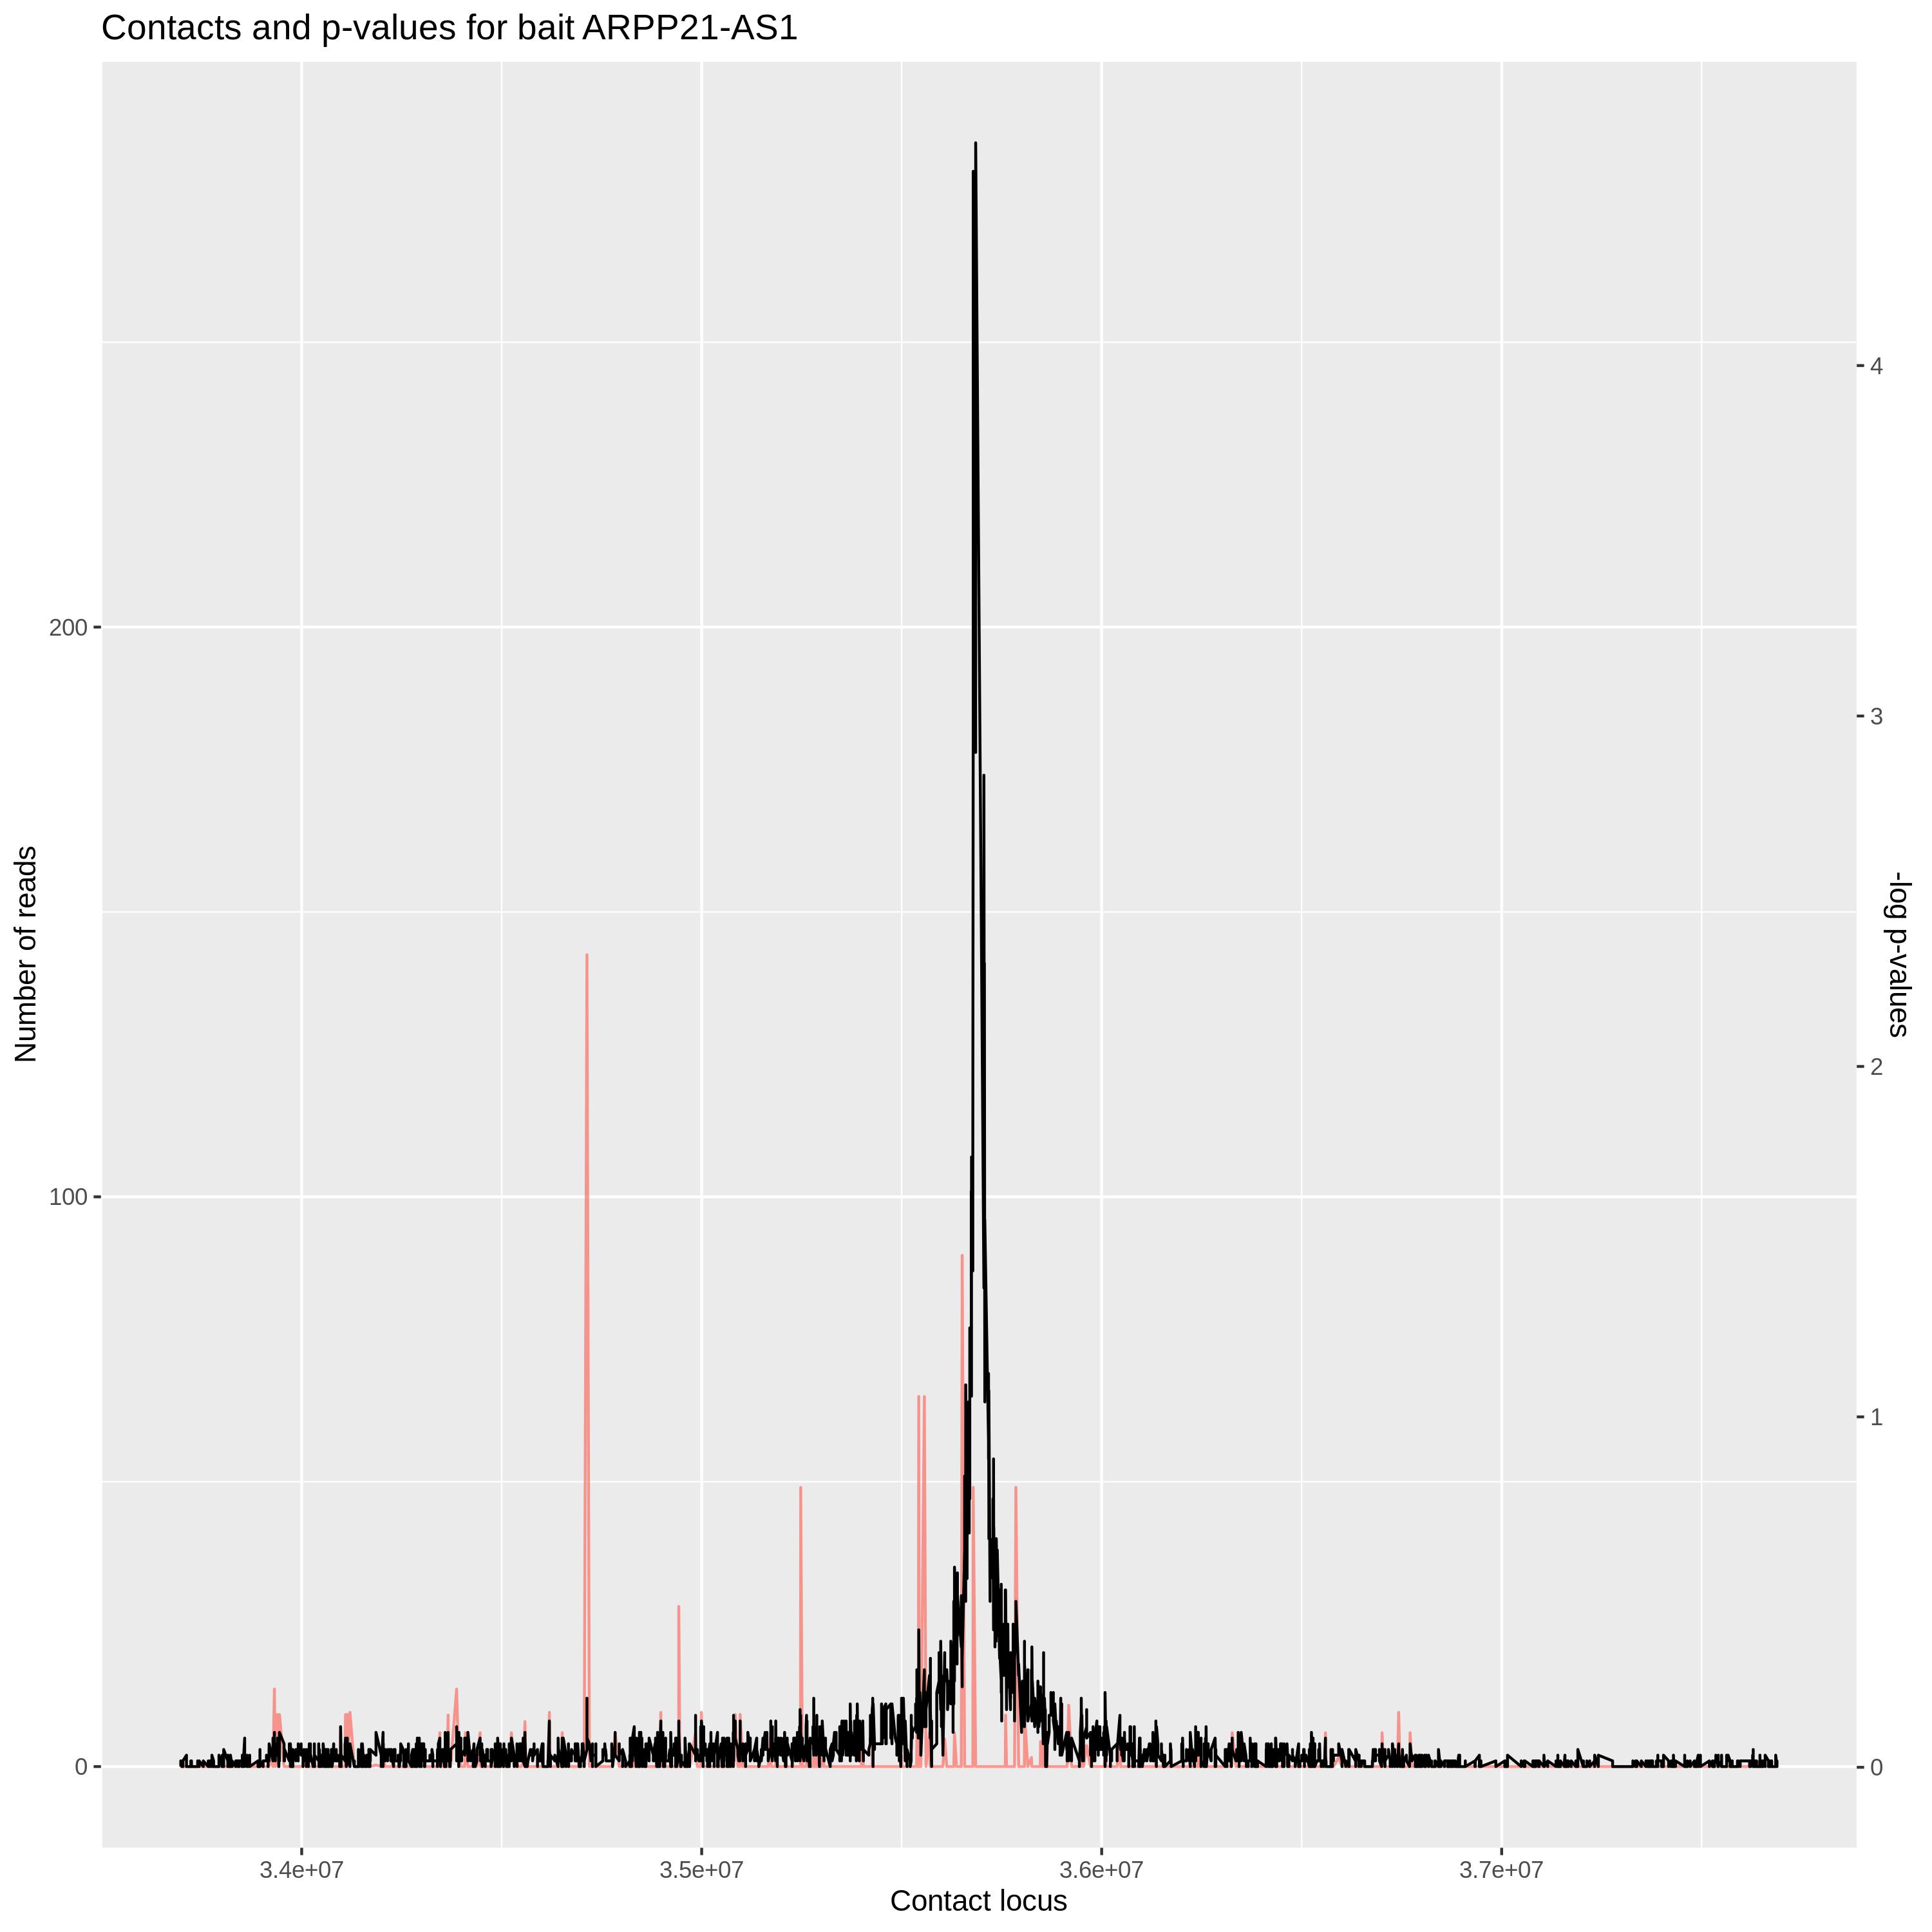 Contacts and p-values for bait ARPP21-AS1
Number of reads
200
100
0
4
3
2
1
0
-log p-values
3.4e+07 3.5e+07 3.6e+07 3.7e+07
Contact locus